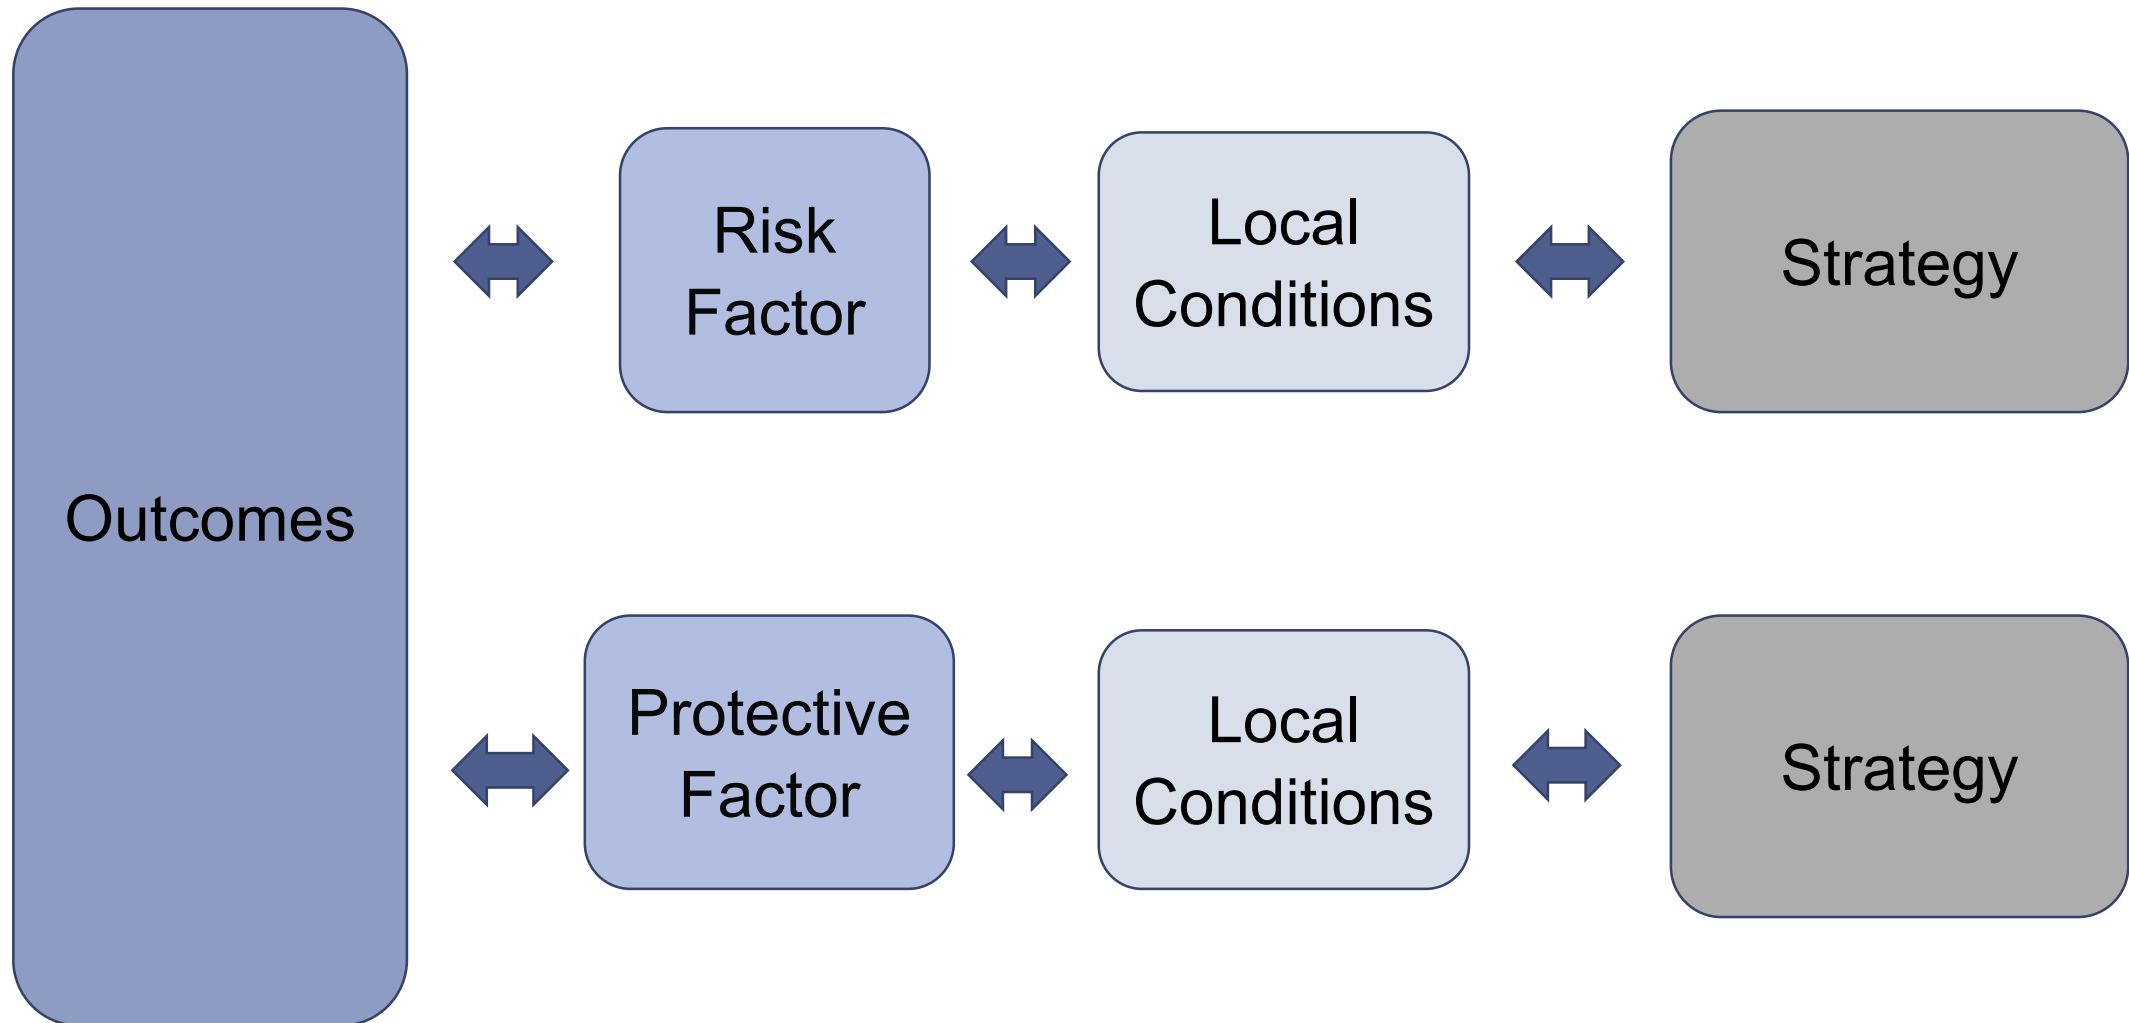 Outcomes
Risk
Factor
Local
Conditions
Strategy
Protective
Factor
Local
Conditions
Strategy